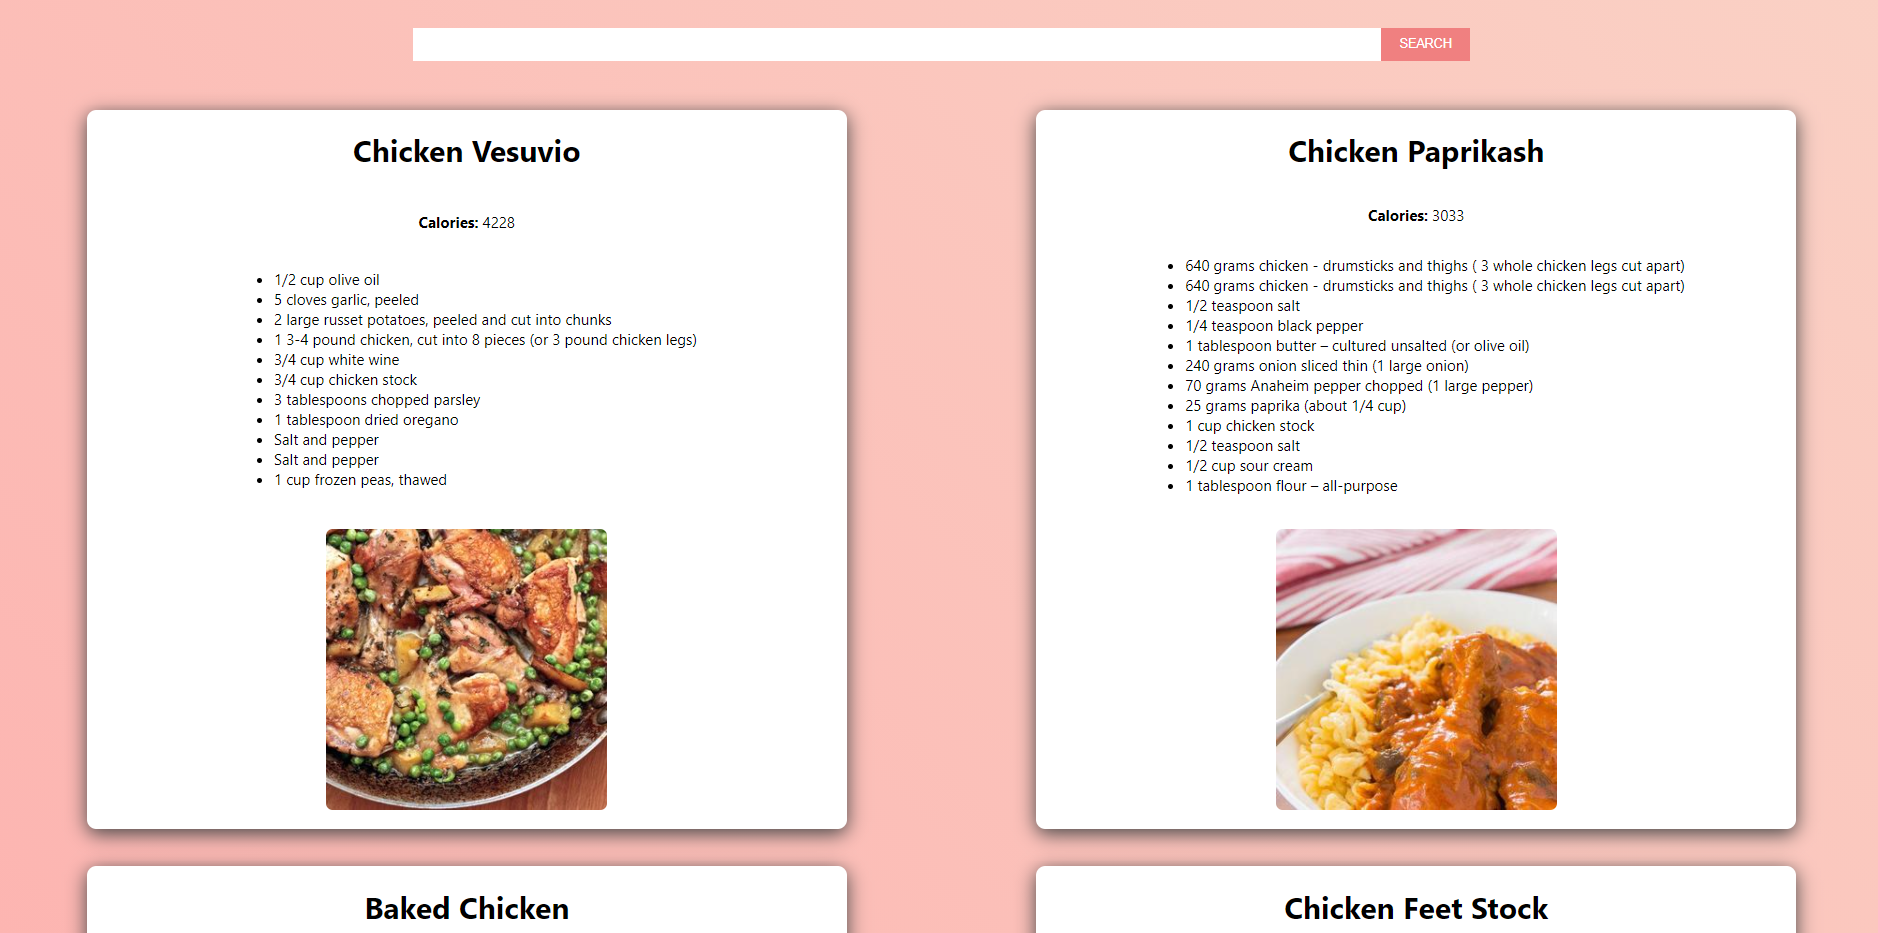 SEARCH
Chicken Vesuvio
Calories: 4228
1/2 cup olive oil
5 cloves garlic, peeled
2 large russet potatoes, peeled and cut into chunks
1 3-4 pound chicken, cut into 8 pieces (or 3 pound chicken legs)
3/4 cup white wine
3/4 cup chicken stock
3 tablespoons chopped parsley
1 tablespoon dried oregano
Salt and pepper
Salt and pepper
1 cup frozen peas, thawed
Chicken Paprikash
Calories: 3033
640 grams chicken - drumsticks and thighs ( 3 whole chicken legs cut apart)
640 grams chicken - drumsticks and thighs ( 3 whole chicken legs cut apart)
1/2 teaspoon salt
1/4 teaspoon black pepper
1 tablespoon butter – cultured unsalted (or olive oil)
240 grams onion sliced thin (1 large onion)
70 grams Anaheim pepper chopped (1 large pepper)
25 grams paprika (about 1/4 cup)
1 cup chicken stock
1/2 teaspoon salt
1/2 cup sour cream
1 tablespoon flour – all-purpose
Baked Chicken
Chicken Feet Stock